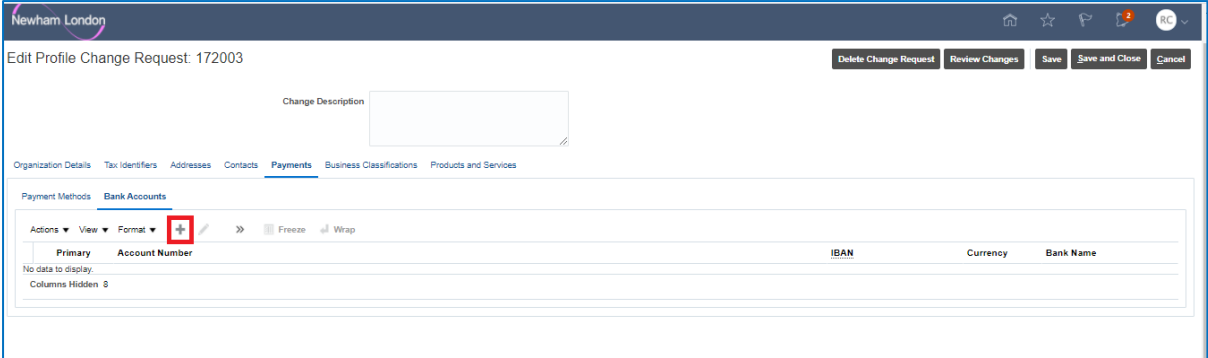 Newham London
2
RC
Edit Profile Change Request: 172003
Delete Change Request Review Changes Save Save and Close Cancel
Change Description
Organization Details Tax Identifiers Addresses Contacts Payments Business Classifications Products and Services
Payment Methods Bank Accounts
Actions View Format Freeze Wrap
Primary Account Number IBAN Currency Bank Name
No data to display.
Columns Hidden 8